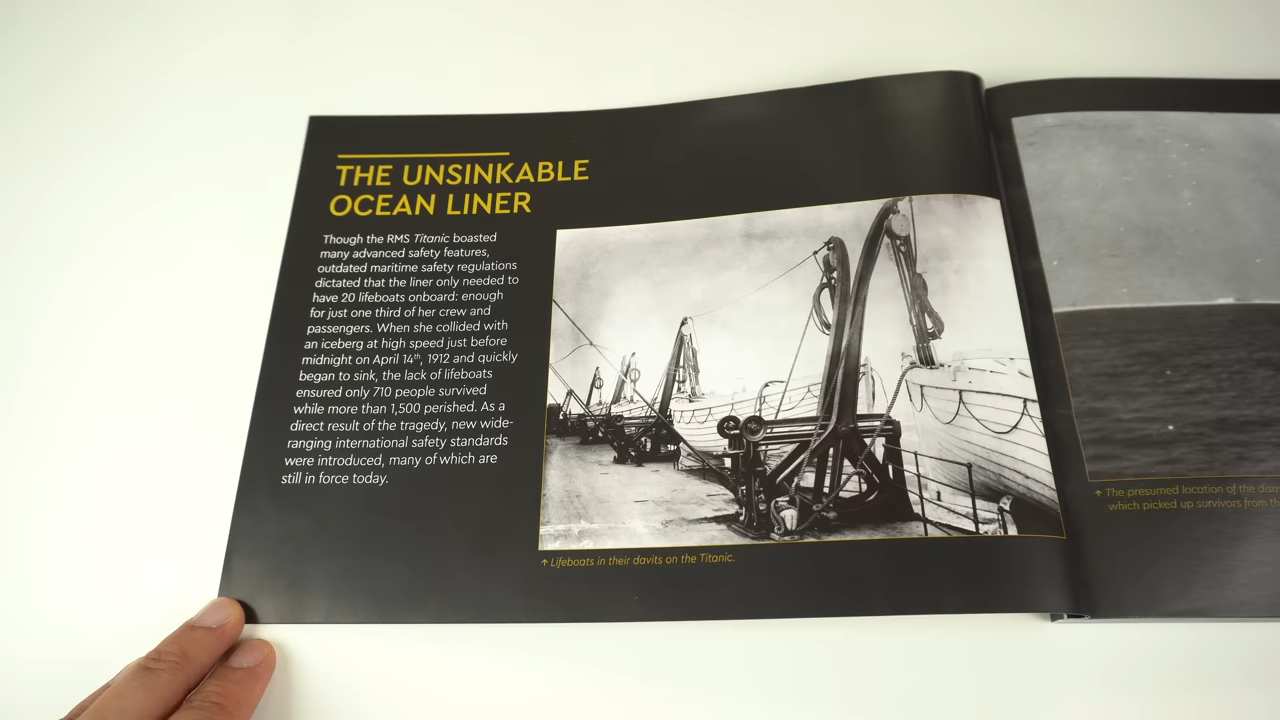 THE UNSINKABLE
OCEAN LINER
Though the RMS Titanic boasted
many advanced safety features,
outdated maritime safety regulations
dictated that the liner only needed to
have 20 lifeboats onboard: enough
for just one third of her crew and
passengers. When she collided with
an iceberg at high speed just before
midnight on April 14th, 1912 and quickly
began to sink, the lack of lifeboats
ensured only 710 people survived
while more than 1,500 perished. As a
direct result of the tragedy, new wide-
ranging international safety standards
were introduced, many of which are
still in force today.
↑ Lifeboats in their davits on the Titanic.
↑ The presumed location of the
which picked up survivors from